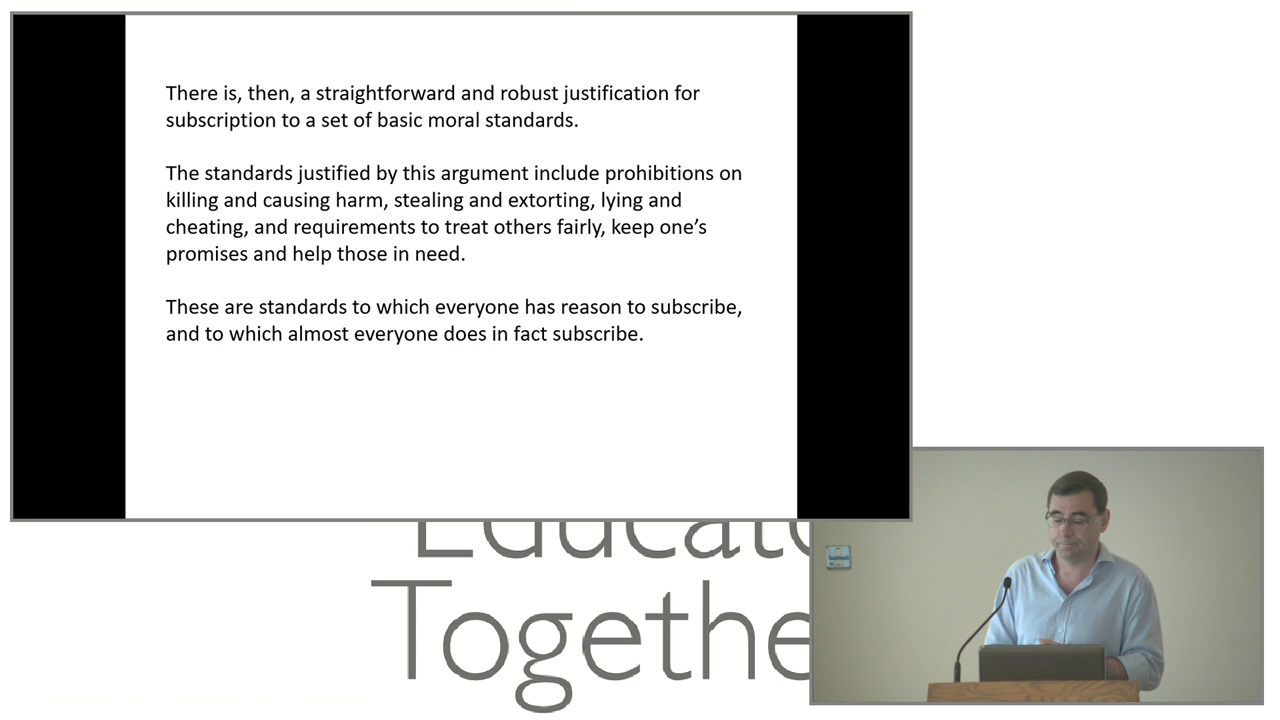 There is, then, a straightforward and robust justification for
subscription to a set of basic moral standards.
The standards justified by this argument include prohibitions on
killing and causing harm, stealing and extorting, lying and
cheating, and requirements to treat others fairly, keep one’s
promises and help those in need.
These are standards to which everyone has reason to subscribe,
and to which almost everyone does in fact subscribe.
Educate
Togethe